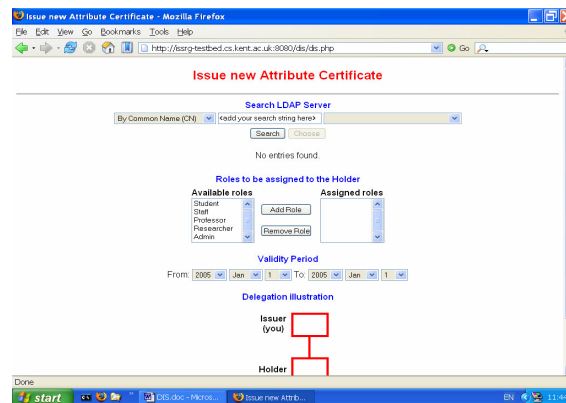 Issue new Attribute Certificate - Mozilla Firefox
File Edit View Go Bookmarks Tools Help
http://issrg-testbed.cs.kent.ac.uk:8080/dis/dis.php Go
Issue new Attribute Certificate
Search LDAP Server
By Common Name (CN) <add your search string here>
Search Choose
No entries found.
Roles to be assigned to the Holder
Available roles Assigned roles
Student
Staff
Professor
Researcher
Admin
Add Role
Remove Role
Validity Period
From: 2005 Jan 1 To: 2005 Jan 1
Delegation illustration
Issuer
(you)
Holder
Done
start DIS.doc - Micros... Issue new Attrib... EN 11:44